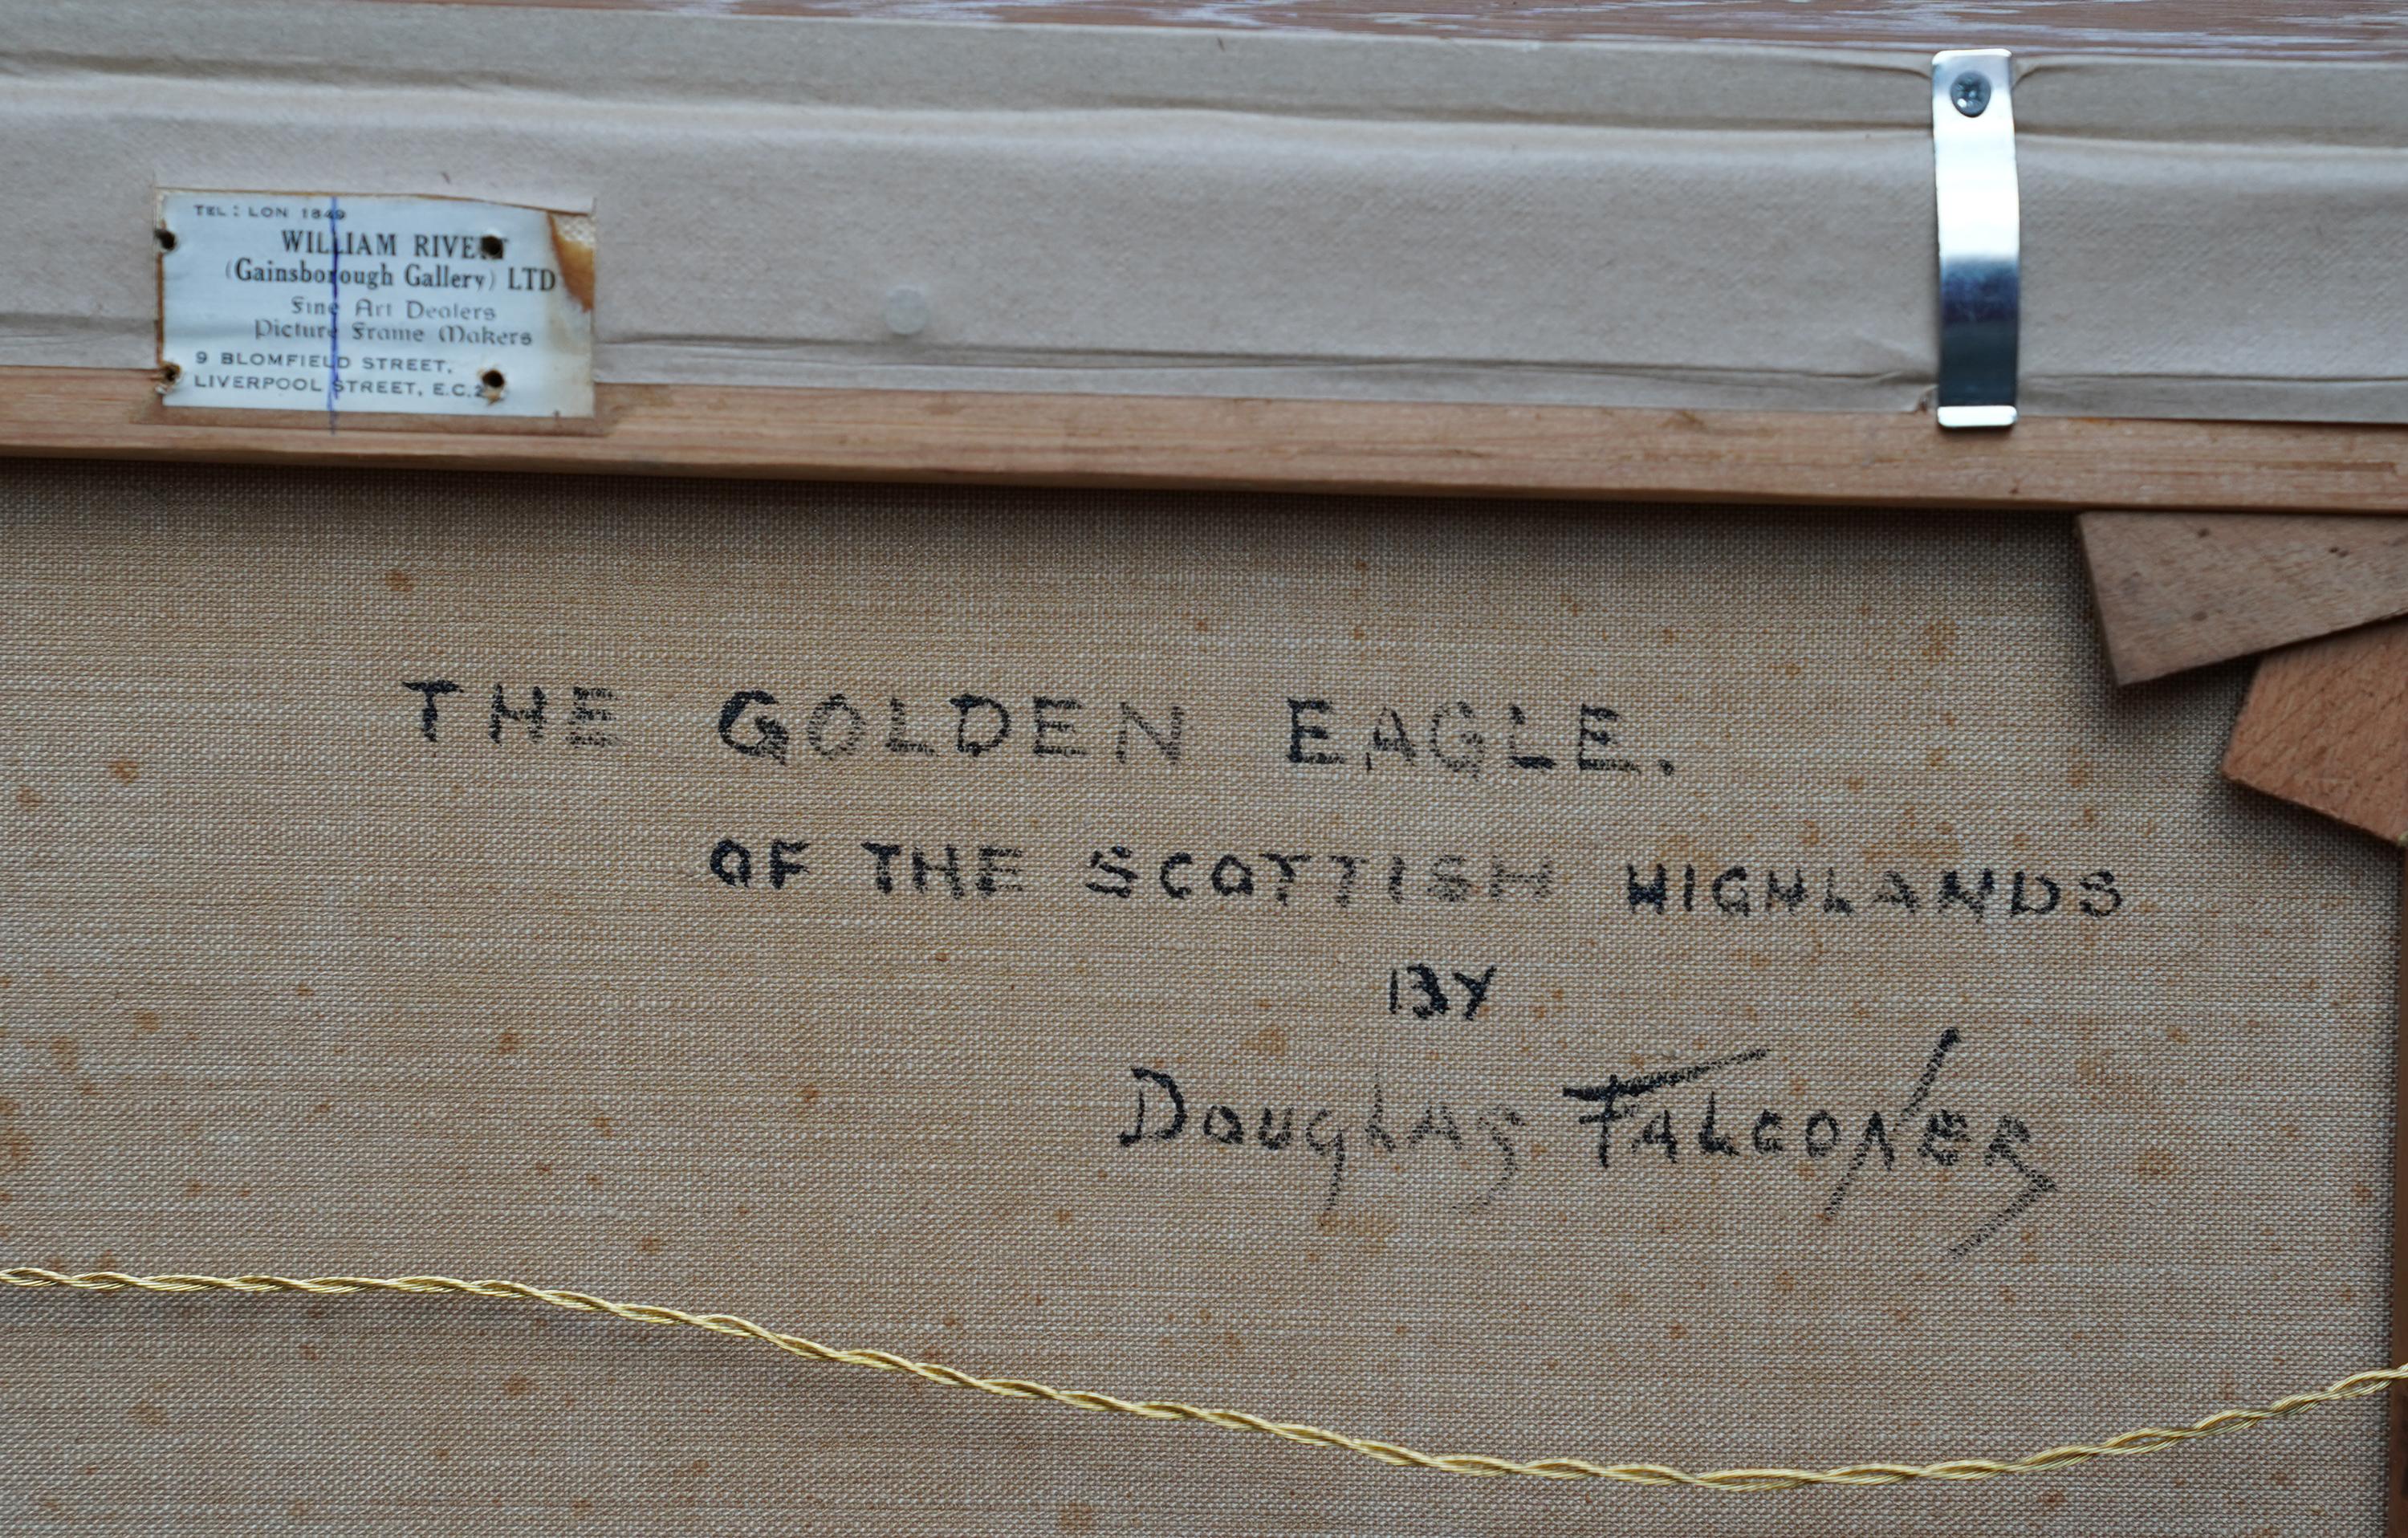 TEL : LON 1849
WILLIAM
(Gainsborough Gallery) LTD
Fine Art Dealers
Picture Frame Makers
9 BLOMFIELD STREET,
LIVERPOOL STREET, E.C.2
THE GOLDEN EAGLE.
OF THE SCOTTISH HIGHLANDS
BY
Douglas FALCONER